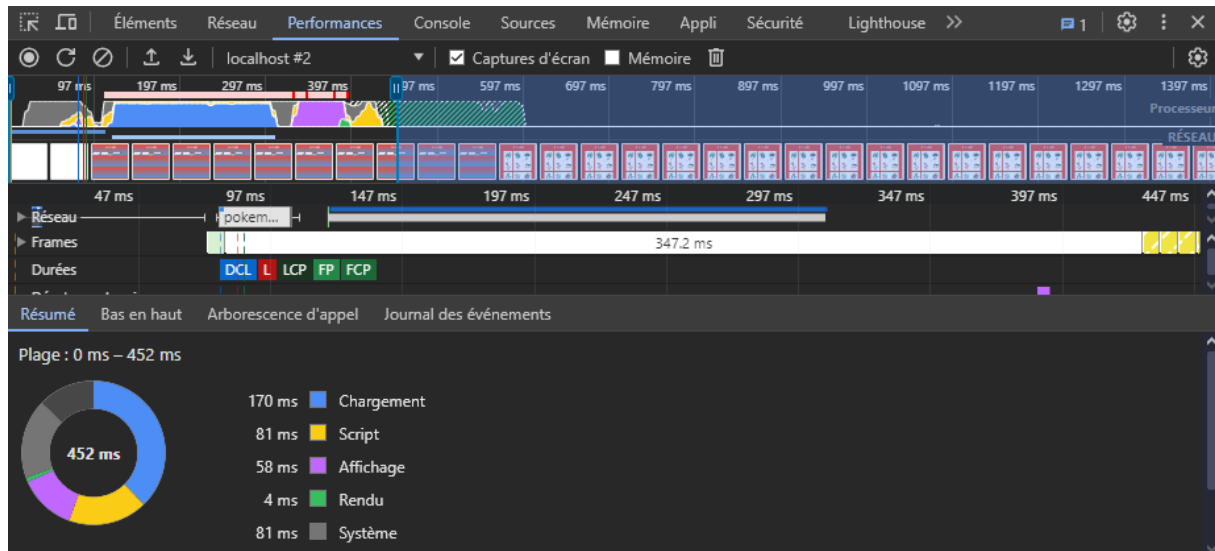 Éléments Réseau Performances Console Sources Mémoire Appli Sécurité Lighthouse 1
localhost #2 Captures d'écran Mémoire
97 ms 197 ms 297 ms 397 ms 97 ms 597 ms 697 ms 797 ms 897 ms 997 ms 1097 ms 1197 ms 1297 ms 1397 ms
Processeur
RÉSEAU
47 ms 97 ms 147 ms 197 ms 247 ms 297 ms 347 ms 397 ms 447 ms
Réseau pokem...
Frames 347.2 ms
Durées DCL L LCP FP FCP
Résumé Bas en haut Arborescence d'appel Journal des événements
Plage : 0 ms – 452 ms
452 ms
170 ms Chargement
81 ms Script
58 ms Affichage
4 ms Rendu
81 ms Système